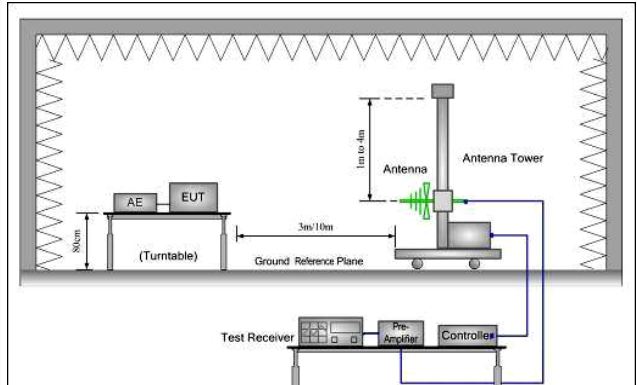 1m to 4m
Antenna
Antenna Tower
AE
EUT
3m/10m
80cm
(Turntable)
Ground Reference Plane
Test Receiver
Pre-
Amplifier
Controller